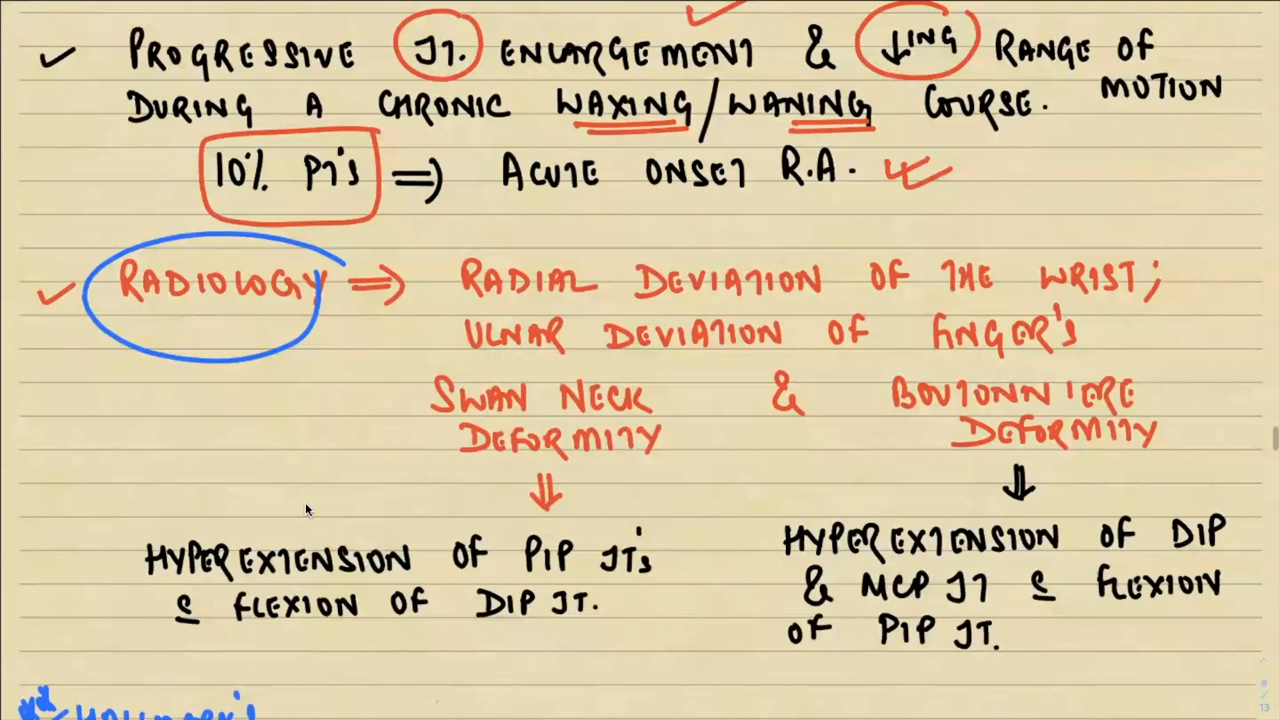 PROGRESSIVE JT. ENLARGEMENT & ↓ING RANGE OF MOTION
DURING A CHRONIC WAXING/WANING COURSE.
10% PT'S ⇒ ACUTE ONSET R.A.
RADIOLOGY ⇒ RADIAL DEVIATION OF THE WRIST;
ULNAR DEVIATION OF FINGER'S
SWAN NECK DEFORMITY & BOUTONNIERE DEFORMITY
⇓ ⇓
HYPEREXTENSION OF PIP JT'S
c̱ FLEXION OF DIP JT.
HYPEREXTENSION OF DIP
& MCP JT c̱ FLEXION
OF PIP JT.
8
/
13